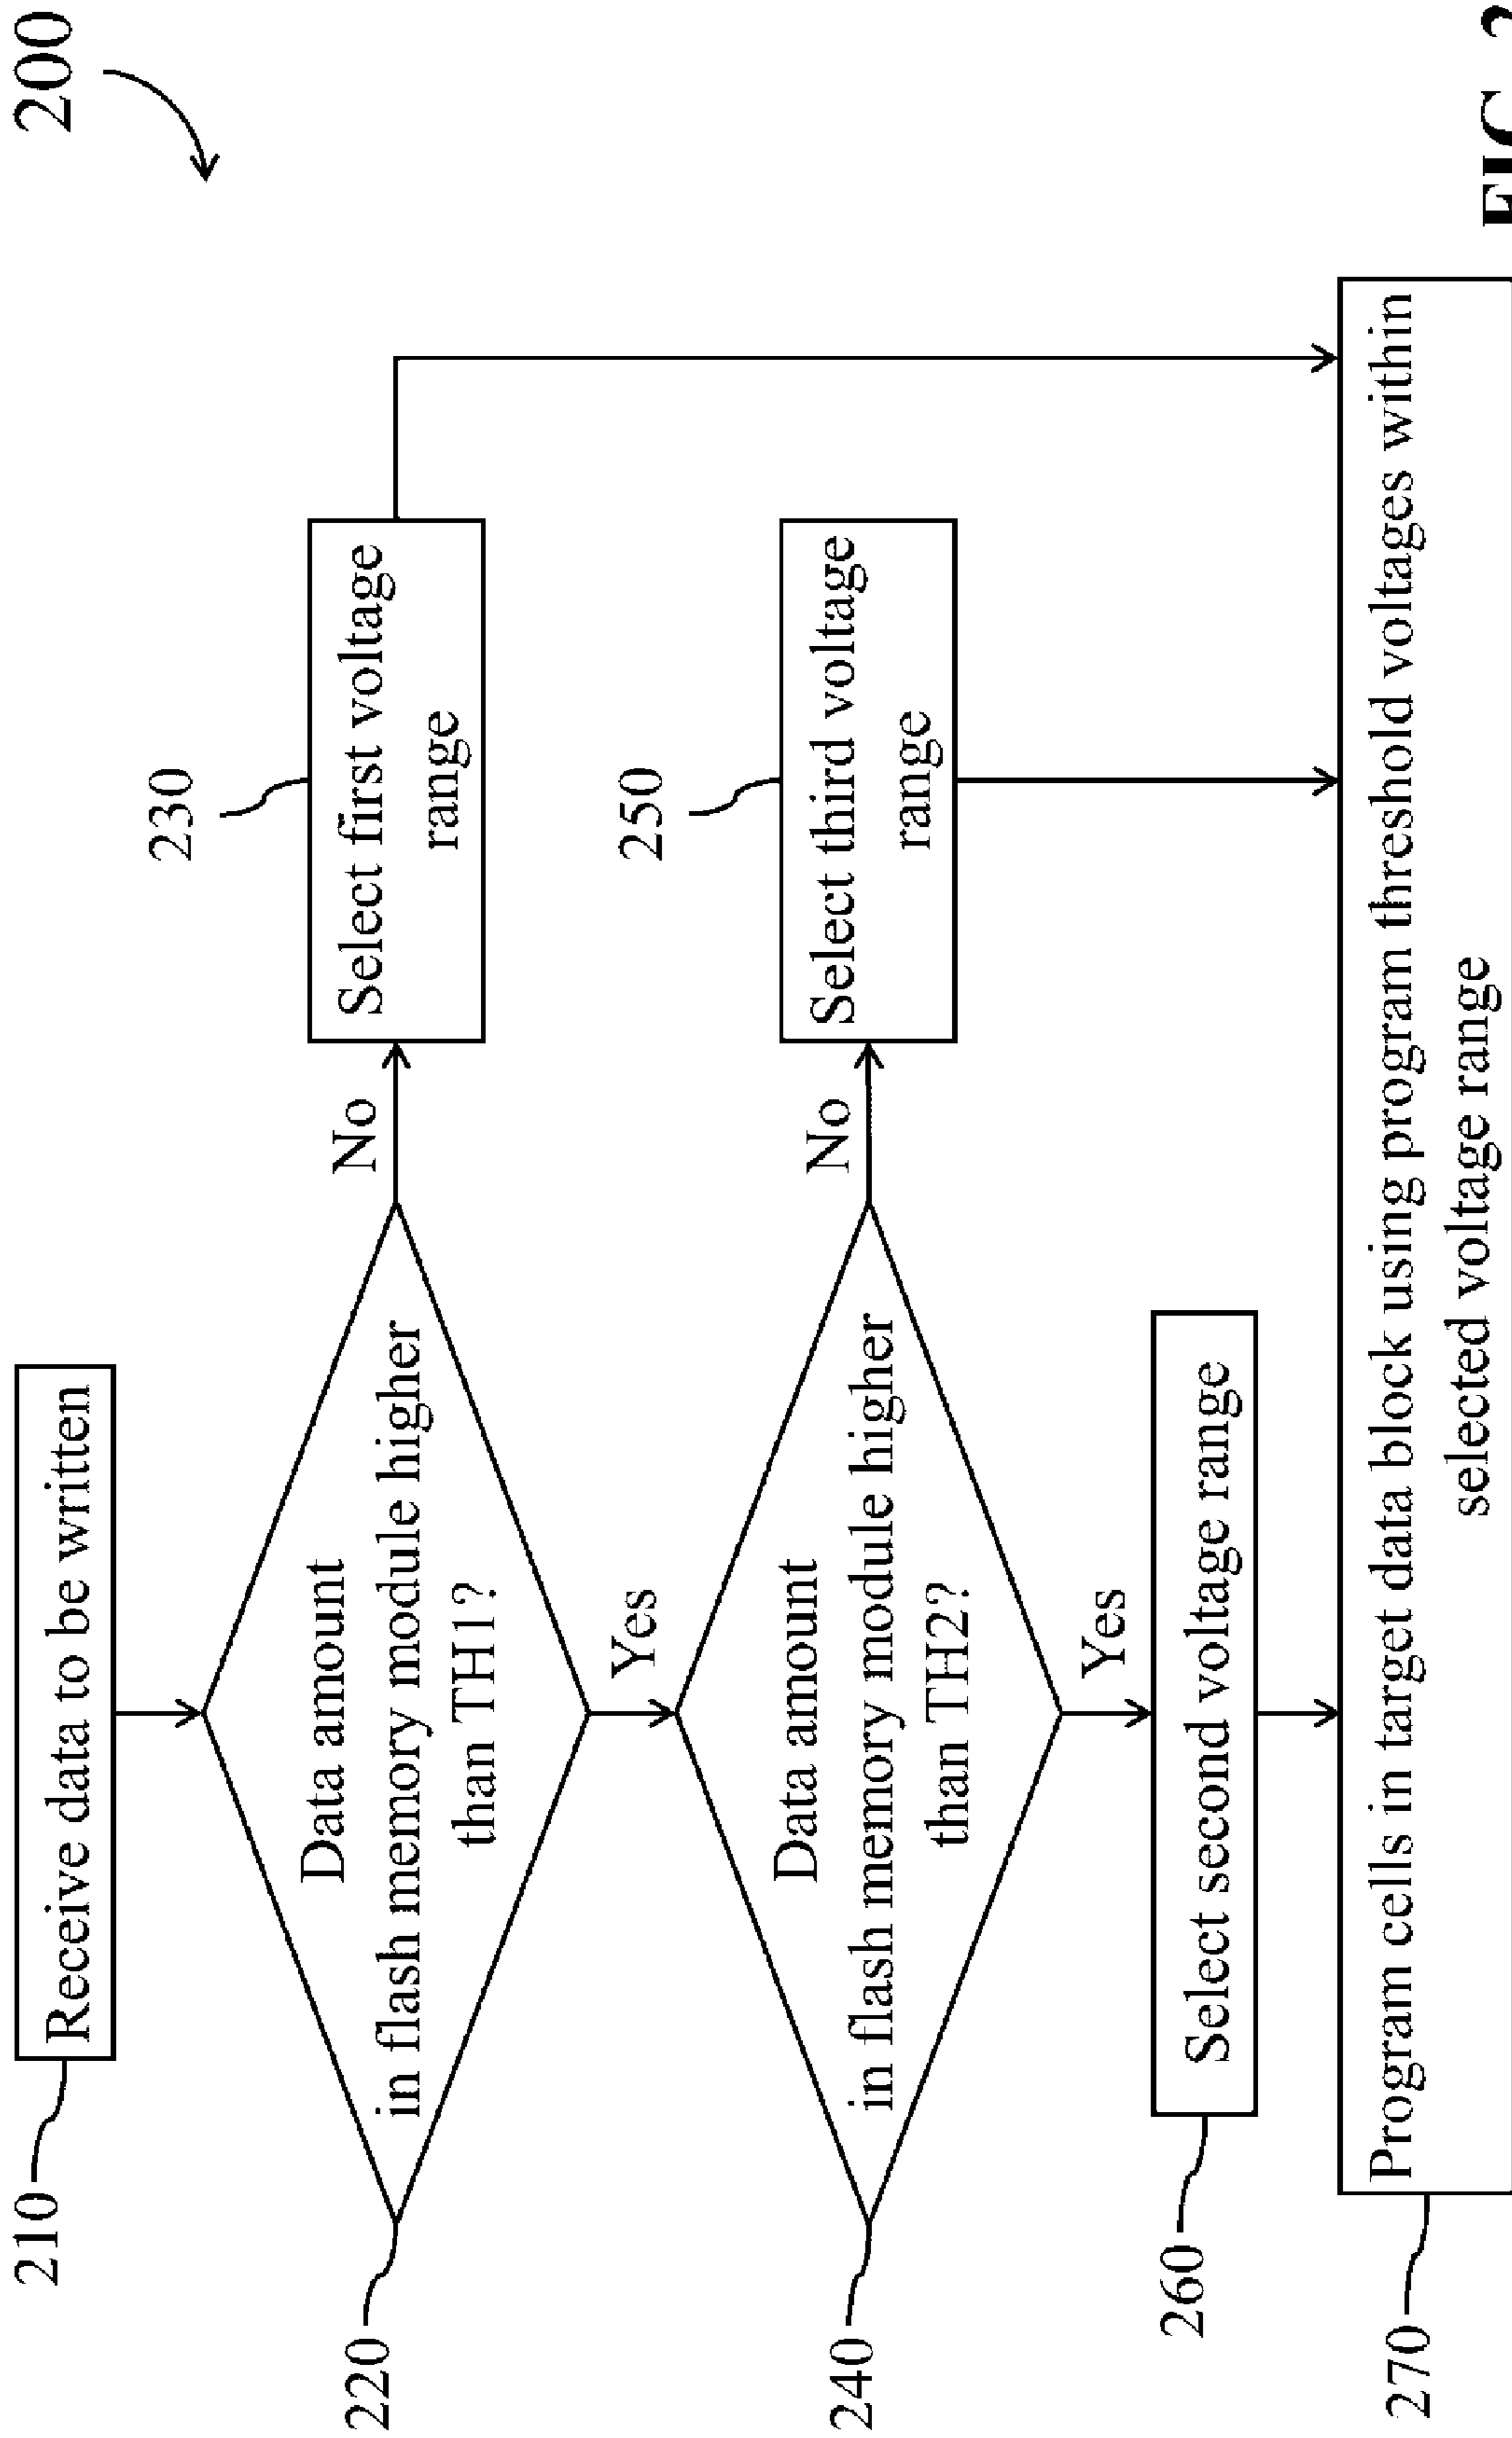 200
210
Receive data to be written
220
Data amount
in flash memory module higher
than TH1?
No
230
Select first voltage
range
Yes
240
Data amount
in flash memory module higher
than TH2?
No
250
Select third voltage
range
Yes
260
Select second voltage range
270
Program cells in target data block using program threshold voltages within
selected voltage range